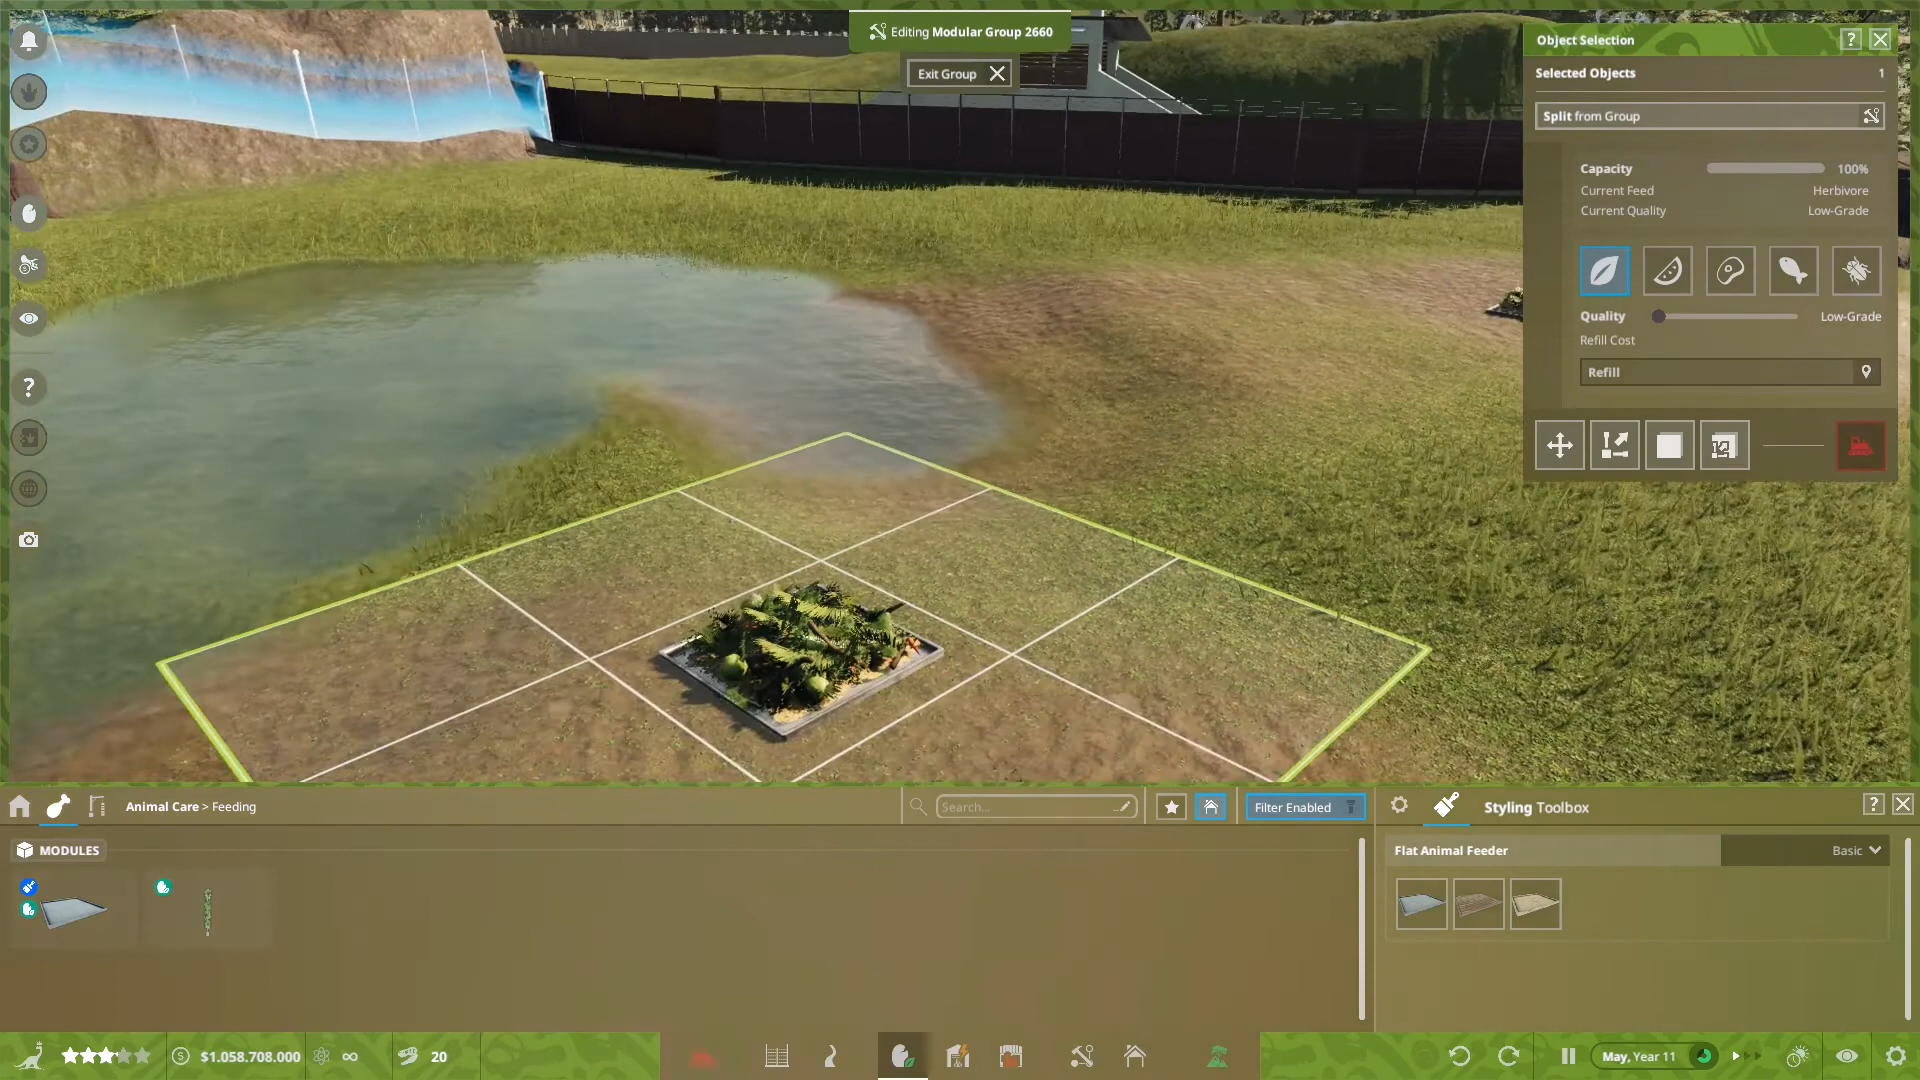 Editing Modular Group 2660
Exit Group
Object Selection
?
Selected Objects 1
Split from Group
Capacity 100%
Current Feed Herbivore
Current Quality Low-Grade
Quality Low-Grade
Refill Cost
Refill
?
Animal Care > Feeding
Search...
Filter Enabled
Styling Toolbox
?
MODULES
Flat Animal Feeder Basic
$1.058.708.000
∞
20
May, Year 11